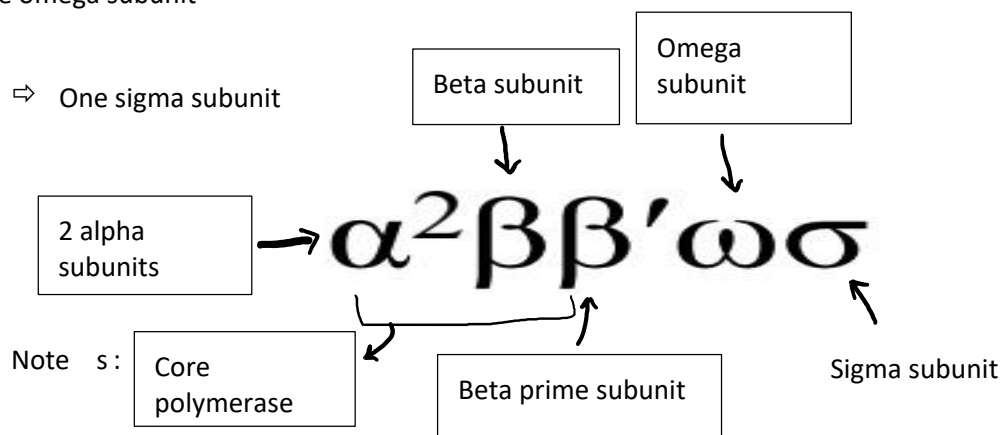 e omega subunit
Omega
subunit
Beta subunit
⇨ One sigma subunit
2 alpha
subunits
α²ββ′ωσ
Note s:
Core
polymerase
Beta prime subunit
Sigma subunit